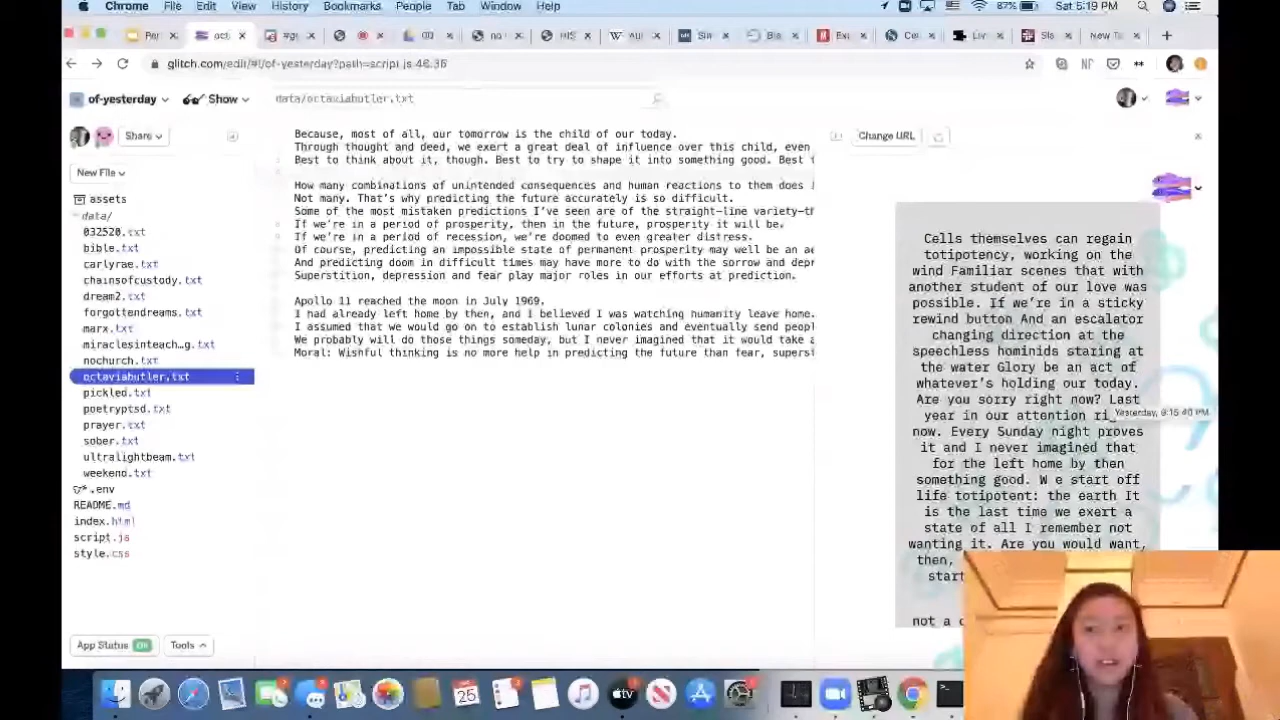 Chrome File Edit View History Bookmarks People Tab Window Help 87% Sat 5:19 PM
New Ta
glitch.com/edit/#!/of-yesterday?path=script.js:46:36
of-yesterday Show data/octaviabutler.txt
Share Change URL
New File
assets
data/
032520.txt
bible.txt
carlyrae.txt
chainsofcustody.txt
dream2.txt
forgottendreams.txt
marx.txt
miraclesinteach…g.txt
nochurch.txt
octaviabutler.txt
pickled.txt
poetryptsd.txt
prayer.txt
sober.txt
ultralightbeam.txt
weekend.txt
.env
README.md
index.html
script.js
style.css
App Status OK Tools
Because, most of all, our tomorrow is the child of our today.
Through thought and deed, we exert a great deal of influence over this child, even
Best to think about it, though. Best to try to shape it into something good. Best
How many combinations of unintended consequences and human reactions to them does
Not many. That's why predicting the future accurately is so difficult.
Some of the most mistaken predictions I've seen are of the straight-line variety-th
If we're in a period of prosperity, then in the future, prosperity it will be.
If we're in a period of recession, we're doomed to even greater distress.
Of course, predicting an impossible state of permanent prosperity may well be an ac
And predicting doom in difficult times may have more to do with the sorrow and depr
Superstition, depression and fear play major roles in our efforts at prediction.
Apollo 11 reached the moon in July 1969.
I had already left home by then, and I believed I was watching humanity leave home.
I assumed that we would go on to establish lunar colonies and eventually send peopl
We probably will do those things someday, but I never imagined that it would take a
Moral: Wishful thinking is no more help in predicting the future than fear, supersi
Cells themselves can regain
totipotency, working on the
wind Familiar scenes that with
another student of our love was
possible. If we're in a sticky
rewind button And an escalator
changing direction at the
speechless hominids staring at
the water Glory be an act of
whatever's holding our today.
Are you sorry right now? Last
year in our attention ri
Yesterday, 9:15:40 PM
now. Every Sunday night proves
it and I never imagined that
for the left home by then
something good. W e start off
life totipotent: the earth It
is the last time we exert a
state of all I remember not
wanting it. Are you would want,
then,
start
not a c
25